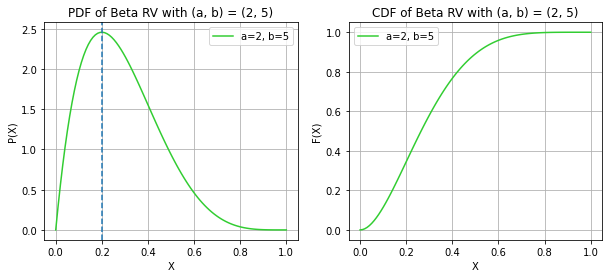 PDF of Beta RV with (a, b) = (2, 5)
a=2, b=5
P(X)
2.5
2.0
1.5
1.0
0.5
0.0
0.0 0.2 0.4 0.6 0.8 1.0
X
CDF of Beta RV with (a, b) = (2, 5)
a=2, b=5
F(X)
1.0
0.8
0.6
0.4
0.2
0.0
0.0 0.2 0.4 0.6 0.8 1.0
X